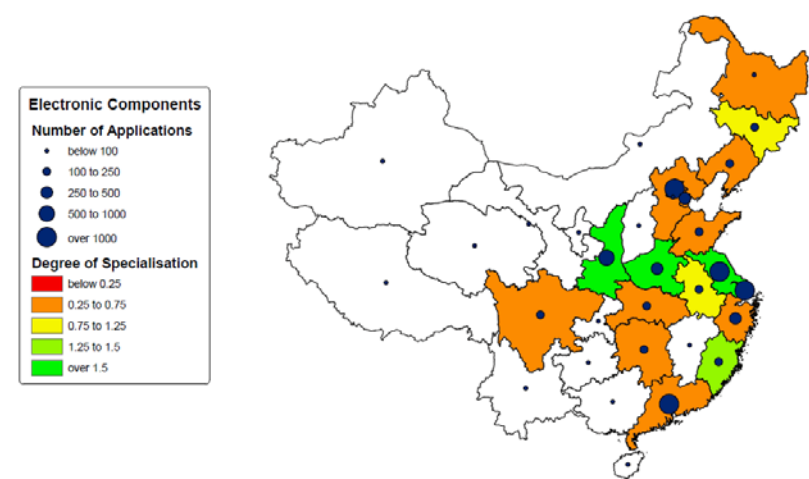 Electronic Components
Number of Applications
below 100
100 to 250
250 to 500
500 to 1000
over 1000
Degree of Specialisation
below 0.25
0.25 to 0.75
0.75 to 1.25
1.25 to 1.5
over 1.5